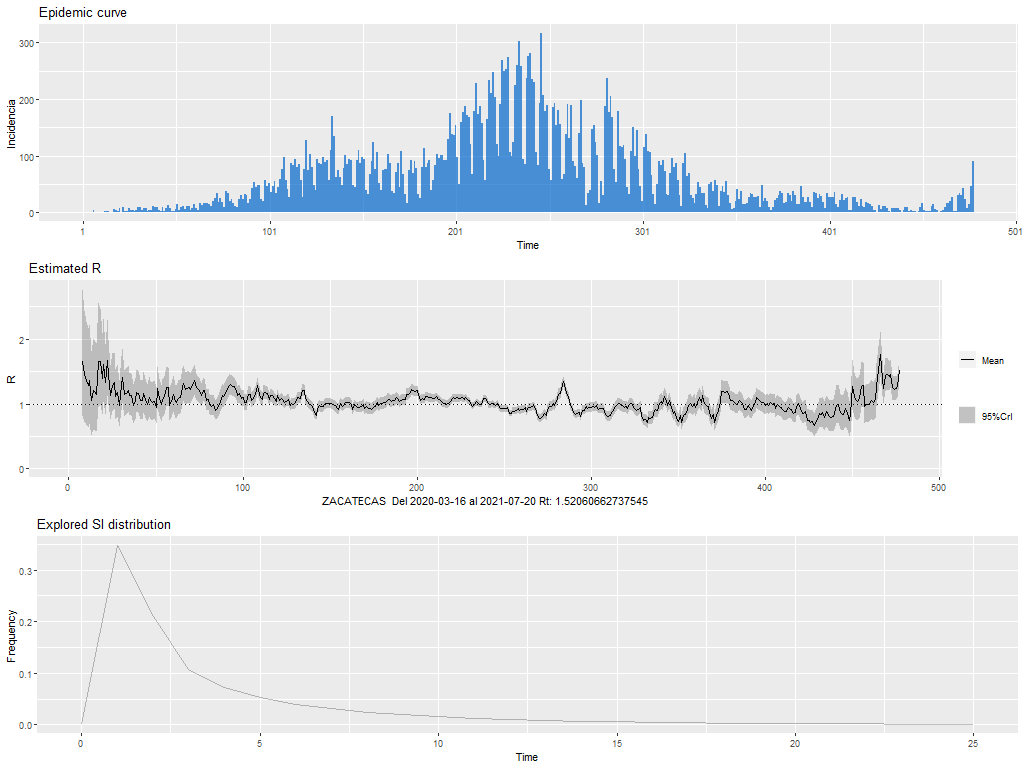 Epidemic curve
300
200
100
0
Incidencia
1 101 201 301 401 501
Time
Estimated R
2
1
0
R
Mean
95%CrI
0 100 200 300 400 500
ZACATECAS Del 2020-03-16 al 2021-07-20 Rt: 1.52060662737545
Explored SI distribution
0.3
0.2
0.1
0.0
Frequency
0 5 10 15 20 25
Time